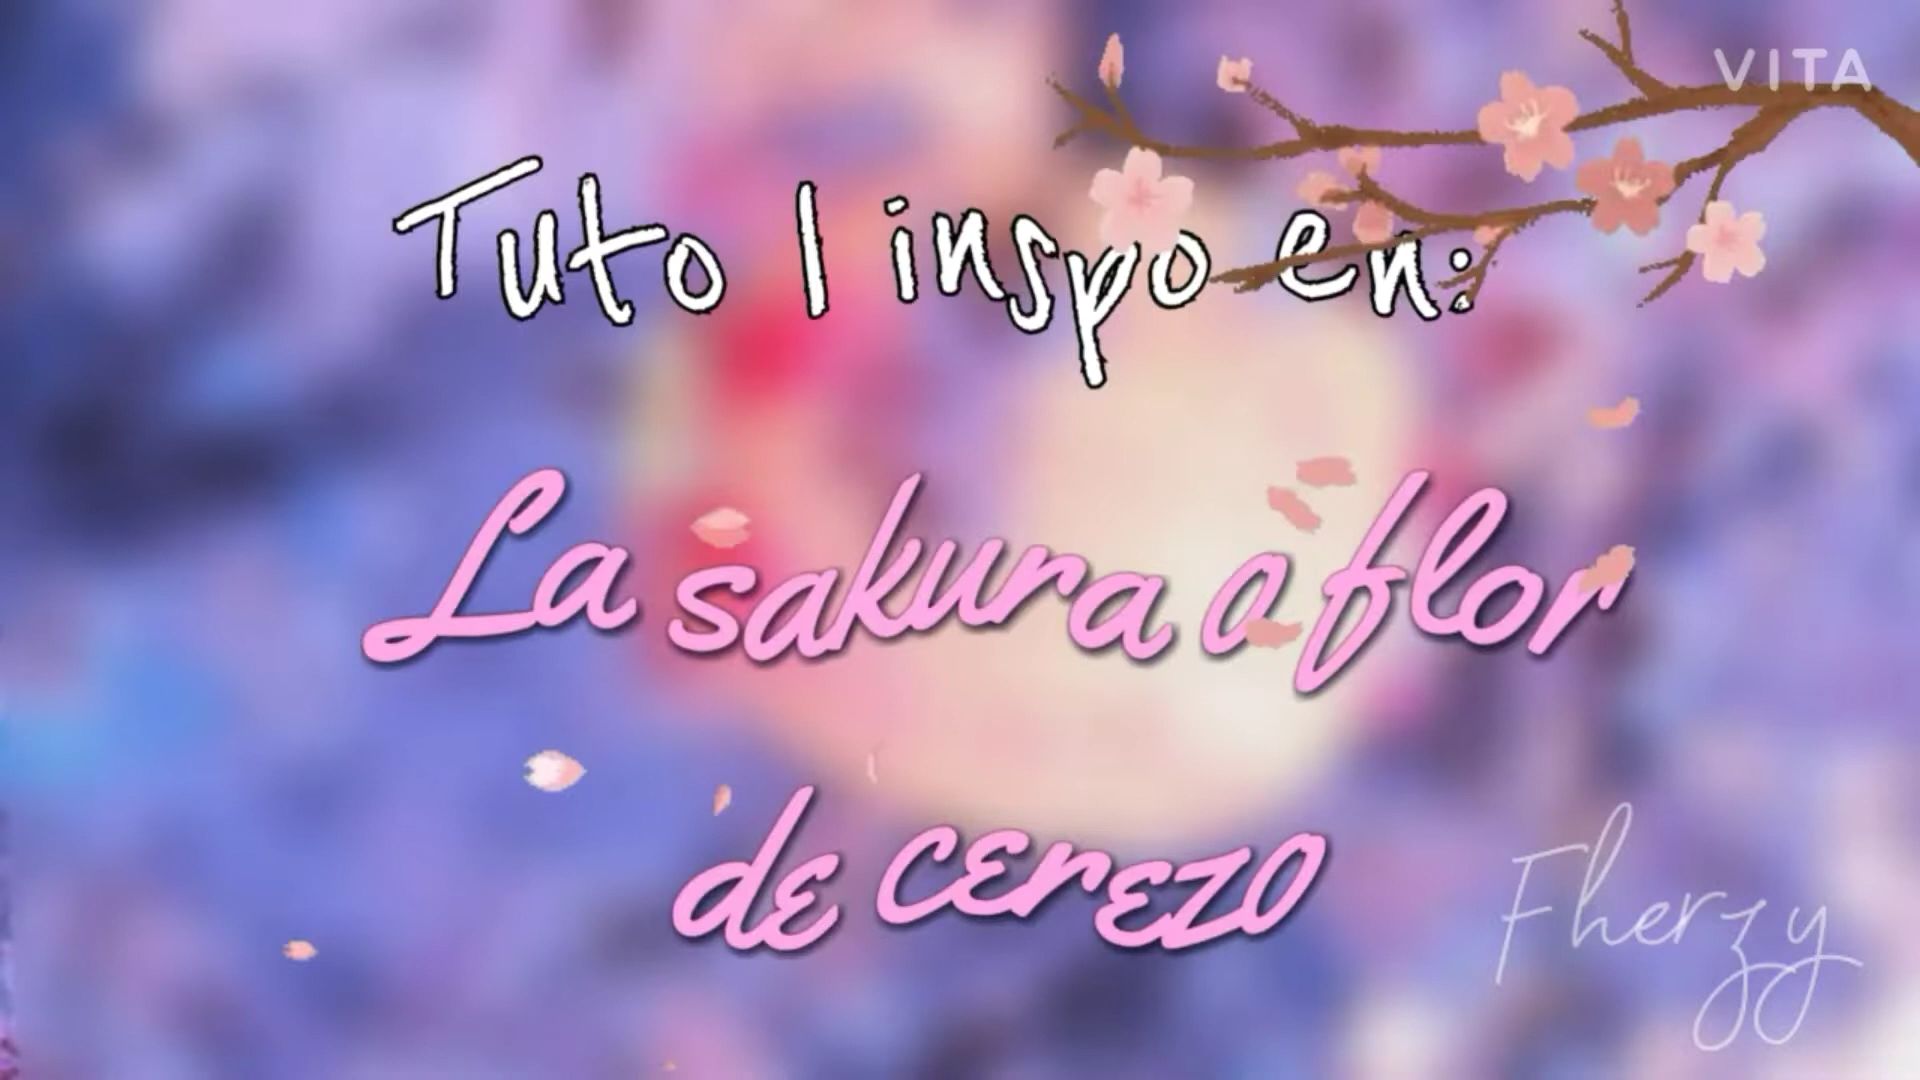 VITA
Tuto | inspo en:
La sakura o flor
de cerezo
Fherzy